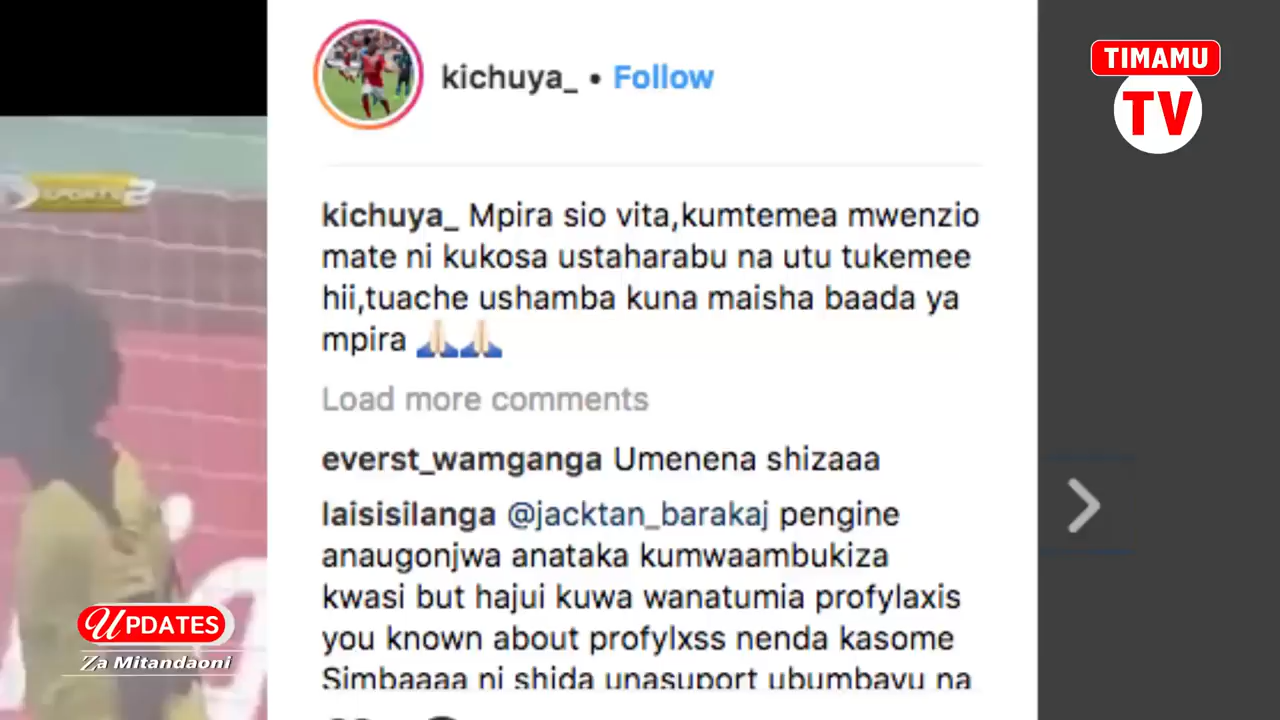 TIMAMU
TV
kichuya_ • Follow
SPORTS 2
kichuya_ Mpira sio vita,kumtemea mwenzio
mate ni kukosa ustaharabu na utu tukemee
hii,tuache ushamba kuna maisha baada ya
mpira 🙏🏻🙏🏻
Load more comments
everst_wamganga Umenena shizaaa
laisisilanga @jacktan_barakaj pengine
anaugonjwa anataka kumwaambukiza
kwasi but hajui kuwa wanatumia profylaxis
you known about profylxss nenda kasome
Simbaaaa ni shida unasuport ubumbavu na
UPDATES
Za Mitandaoni